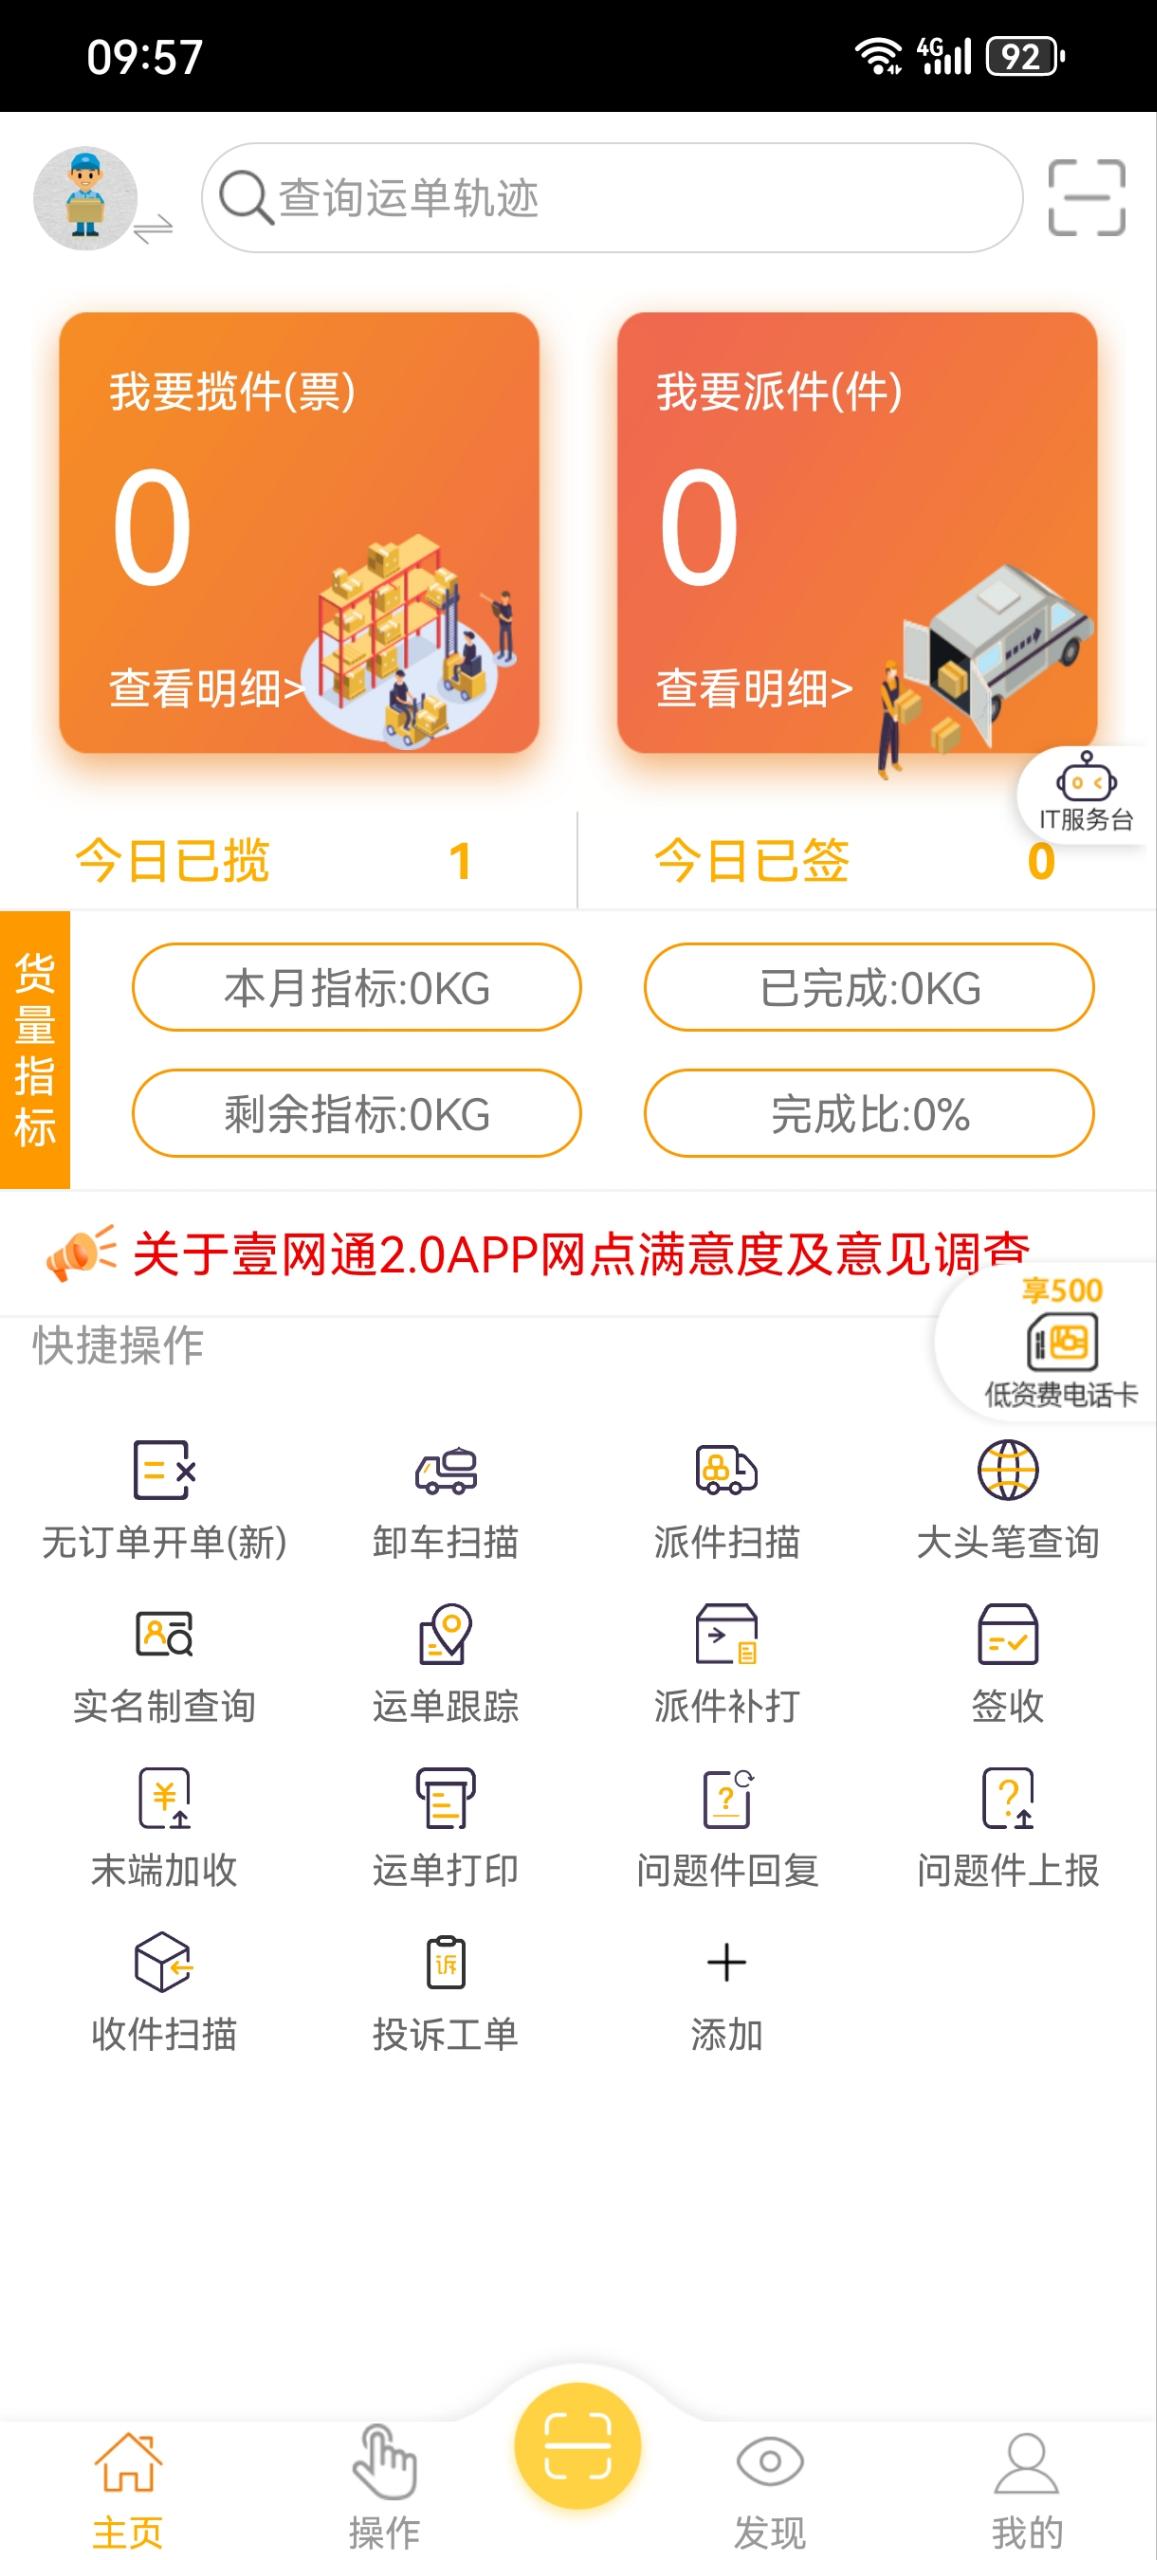 09:57
4G
92
查询运单轨迹
我要揽件(票)
0
查看明细>
我要派件(件)
0
查看明细>
IT服务台
今日已揽
1
今日已签
0
货量指标
本月指标:0KG
已完成:0KG
剩余指标:0KG
完成比:0%
关于壹网通2.0APP网点满意度及意见调查
享500
低资费电话卡
快捷操作
无订单开单(新)
卸车扫描
派件扫描
大头笔查询
实名制查询
运单跟踪
派件补打
签收
末端加收
运单打印
问题件回复
问题件上报
收件扫描
诉
投诉工单
添加
主页
操作
发现
我的